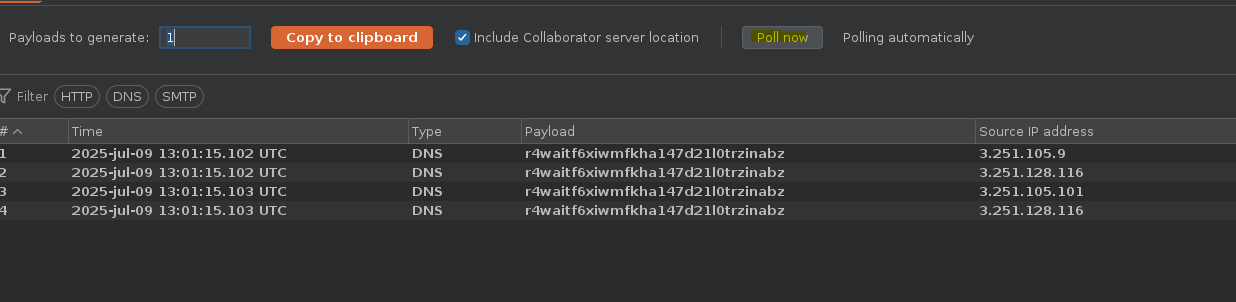 Payloads to generate: 1 Copy to clipboard Include Collaborator server location Poll now Polling automatically
Filter HTTP DNS SMTP
# Time Type Payload Source IP address
1 2025-jul-09 13:01:15.102 UTC DNS r4waitf6xiwmfkha147d21l0trzinabz 3.251.105.9
2 2025-jul-09 13:01:15.102 UTC DNS r4waitf6xiwmfkha147d21l0trzinabz 3.251.128.116
3 2025-jul-09 13:01:15.103 UTC DNS r4waitf6xiwmfkha147d21l0trzinabz 3.251.105.101
4 2025-jul-09 13:01:15.103 UTC DNS r4waitf6xiwmfkha147d21l0trzinabz 3.251.128.116